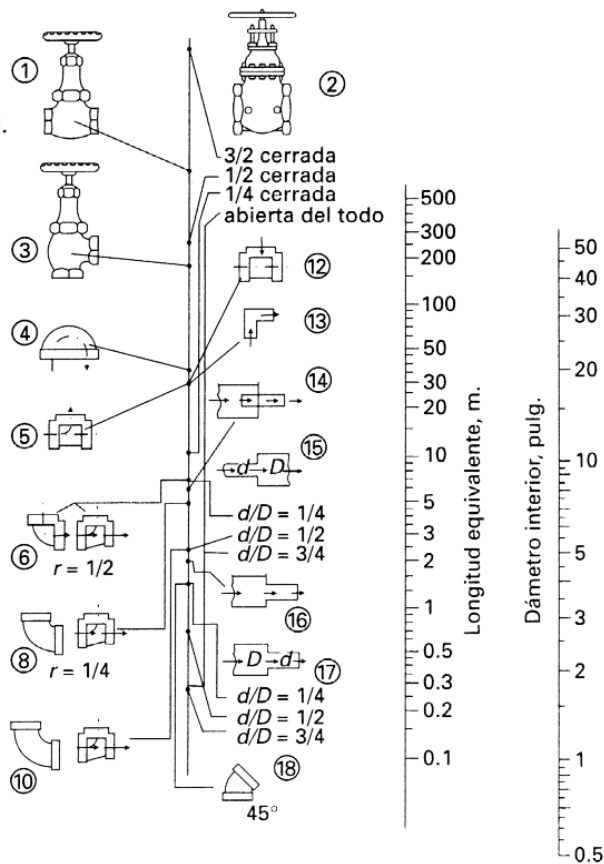 ①
②
3/2 cerrada
1/2 cerrada
1/4 cerrada
abierta del todo
③
④
⑤
⑥
r = 1/2
⑧
r = 1/4
⑩
⑫
⑬
⑭
⑮
d D
d/D = 1/4
d/D = 1/2
d/D = 3/4
⑯
⑰
D d
d/D = 1/4
d/D = 1/2
d/D = 3/4
⑱
45°
500
300
200
100
50
30
20
10
5
3
2
1
0.5
0.3
0.2
0.1
Longitud equivalente, m.
50
40
30
20
10
5
3
2
1
0.5
Dámetro interior, pulg.